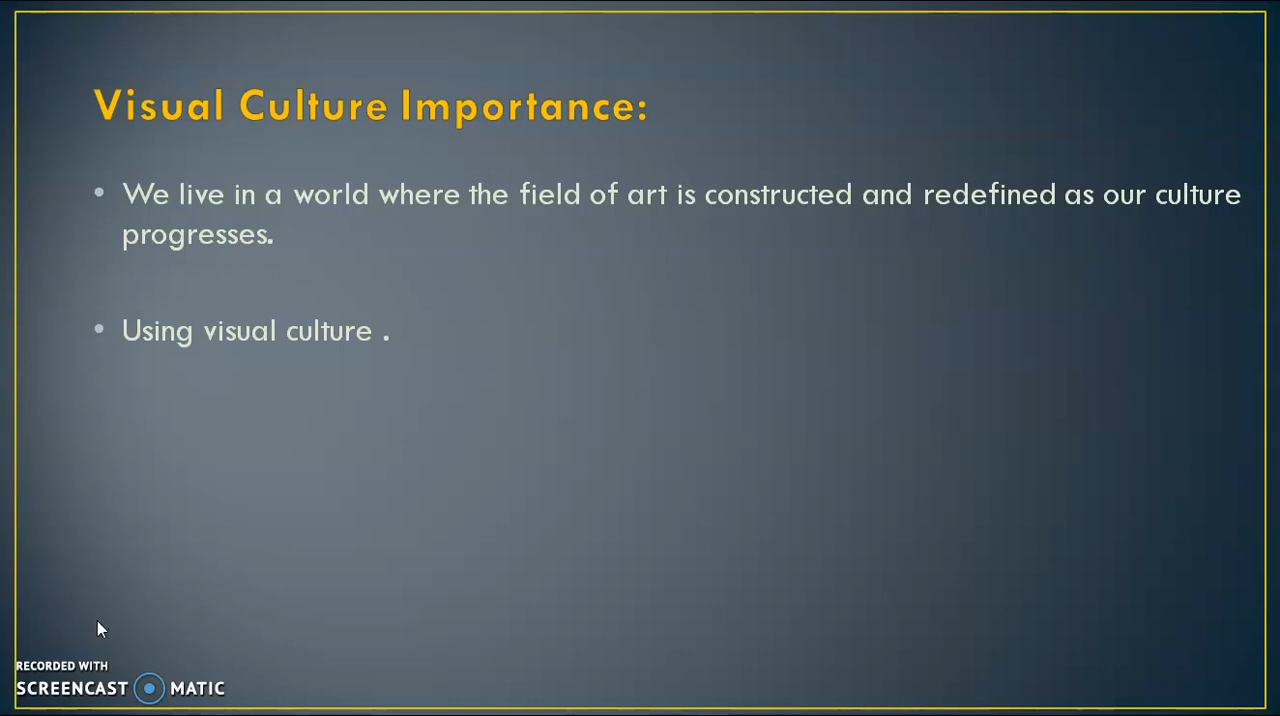 Visual Culture Importance:
• We live in a world where the field of art is constructed and redefined as our culture
progresses.
• Using visual culture .
RECORDED WITH
SCREENCAST MATIC